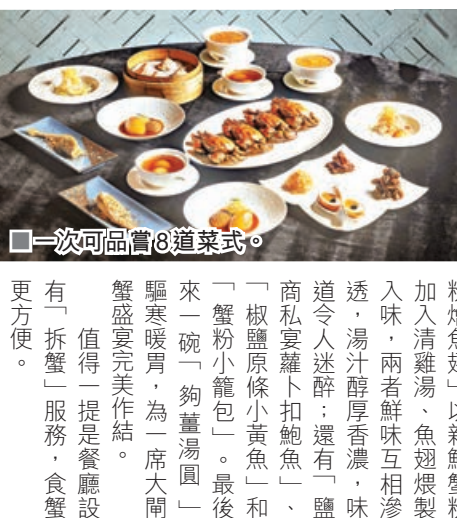 ■一次可品嘗8道菜式。
粉燴魚翅」以新鮮蟹粉
加入清雞湯、魚翅煨製
入味，兩者鮮味互相滲
透，湯汁醇厚香濃，味
道令人迷醉；還有「鹽
商私宴蘿卜扣鮑魚」、
「椒鹽原條小黃魚」和
「蟹粉小籠包」。最後
來一碗「夠薑湯圓」
驅寒暖胃，為一席大閘
蟹盛宴完美作結。
值得一提是餐廳設
有「拆蟹」服務，食蟹
更方便。